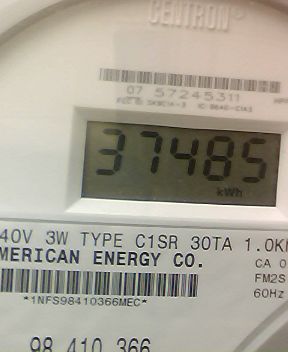 CENTRON®
07 57245311
37485
kWh
40V 3W TYPE C1SR 30TA 1.0K
MERICAN ENERGY CO.
CA 0
FM2S
60Hz
*1NFS98410366MEC*
98 410 366